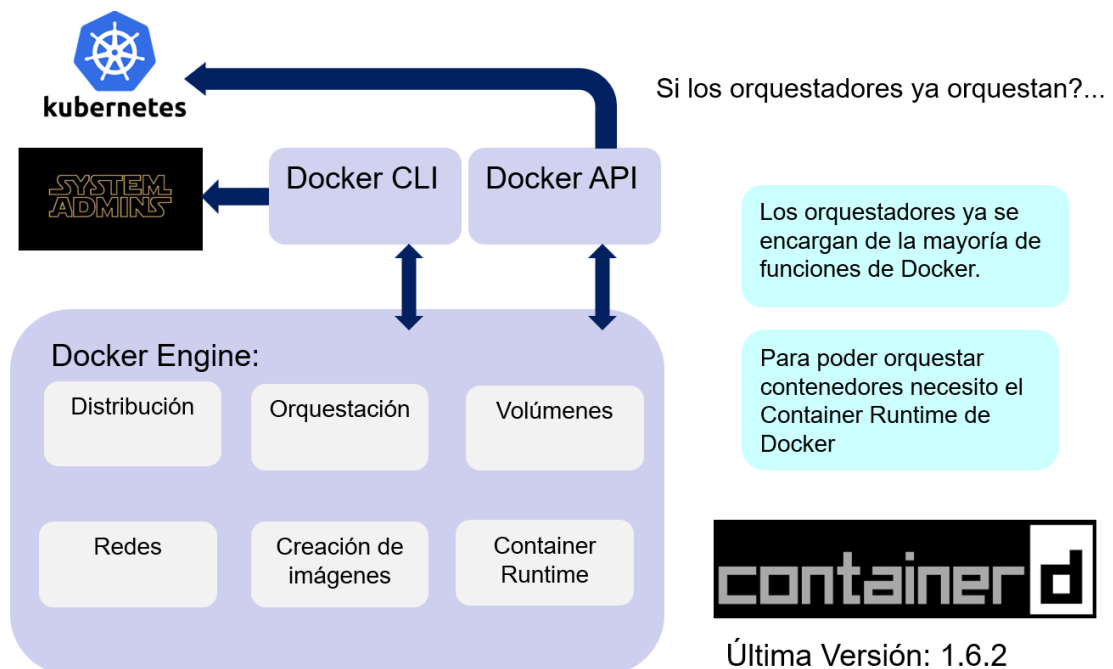 kubernetes
Si los orquestadores ya orquestan?...
SYSTEM
ADMINS
Docker CLI
Docker API
Los orquestadores ya se
encargan de la mayoría de
funciones de Docker.
Docker Engine:
Distribución
Orquestación
Volúmenes
Redes
Creación de
imágenes
Container
Runtime
Para poder orquestar
contenedores necesito el
Container Runtime de
Docker
containerd
Última Versión: 1.6.2